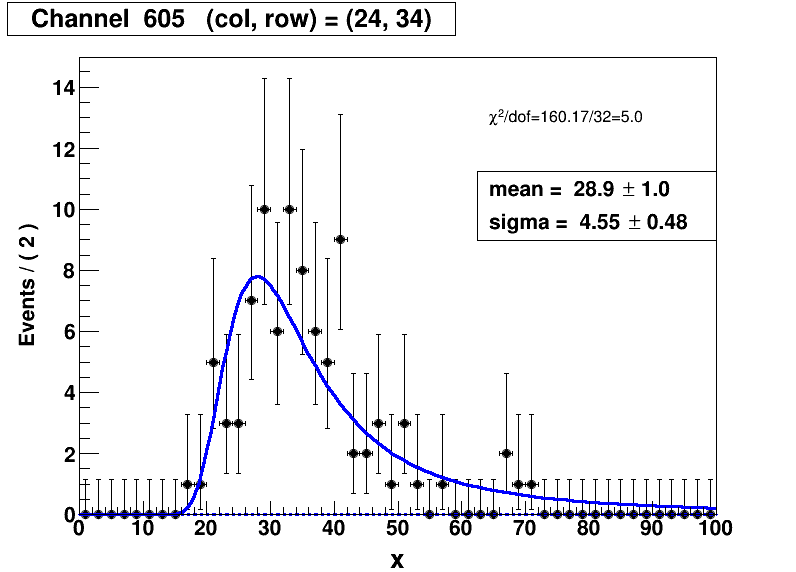 Channel  605   (col, row) = (24, 34)
χ²/dof=160.17/32=5.0
mean =  28.9 ± 1.0
sigma =  4.55 ± 0.48
Events / ( 2 )
14
12
10
8
6
4
2
0
0 10 20 30 40 50 60 70 80 90 100
x